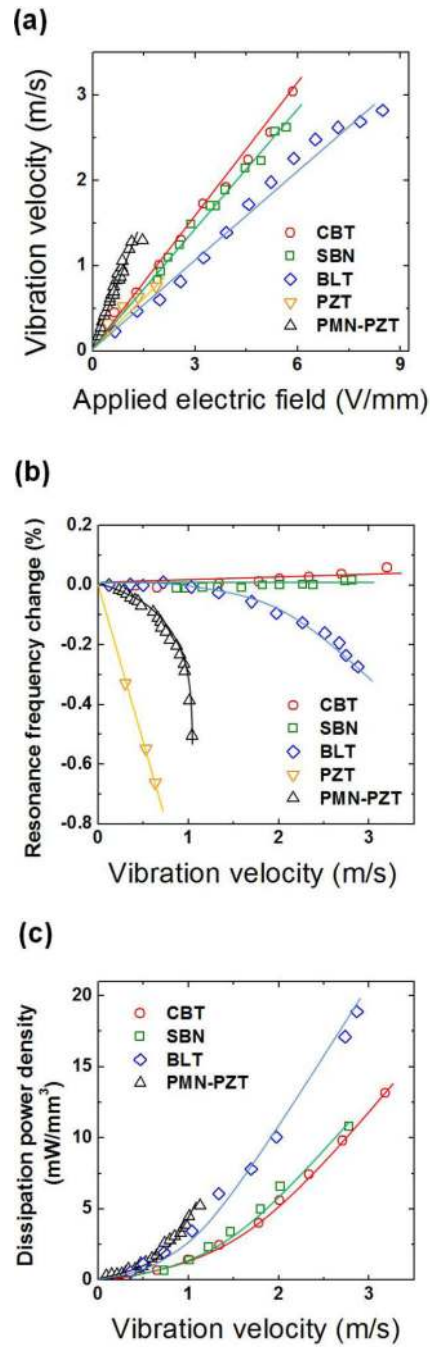 (a)
Vibration velocity (m/s)
4
3
2
1
0
CBT
SBN
BLT
PZT
PMN-PZT
0 3 6 9
Applied electric field (V/mm)
(b)
Resonance frequency change (%)
0.2
0.0
-0.2
-0.4
-0.6
-0.8
CBT
SBN
BLT
PZT
PMN-PZT
0 1 2 3
Vibration velocity (m/s)
(c)
Dissipation power density
(mW/mm³)
20
15
10
5
0
CBT
SBN
BLT
PMN-PZT
0 1 2 3
Vibration velocity (m/s)